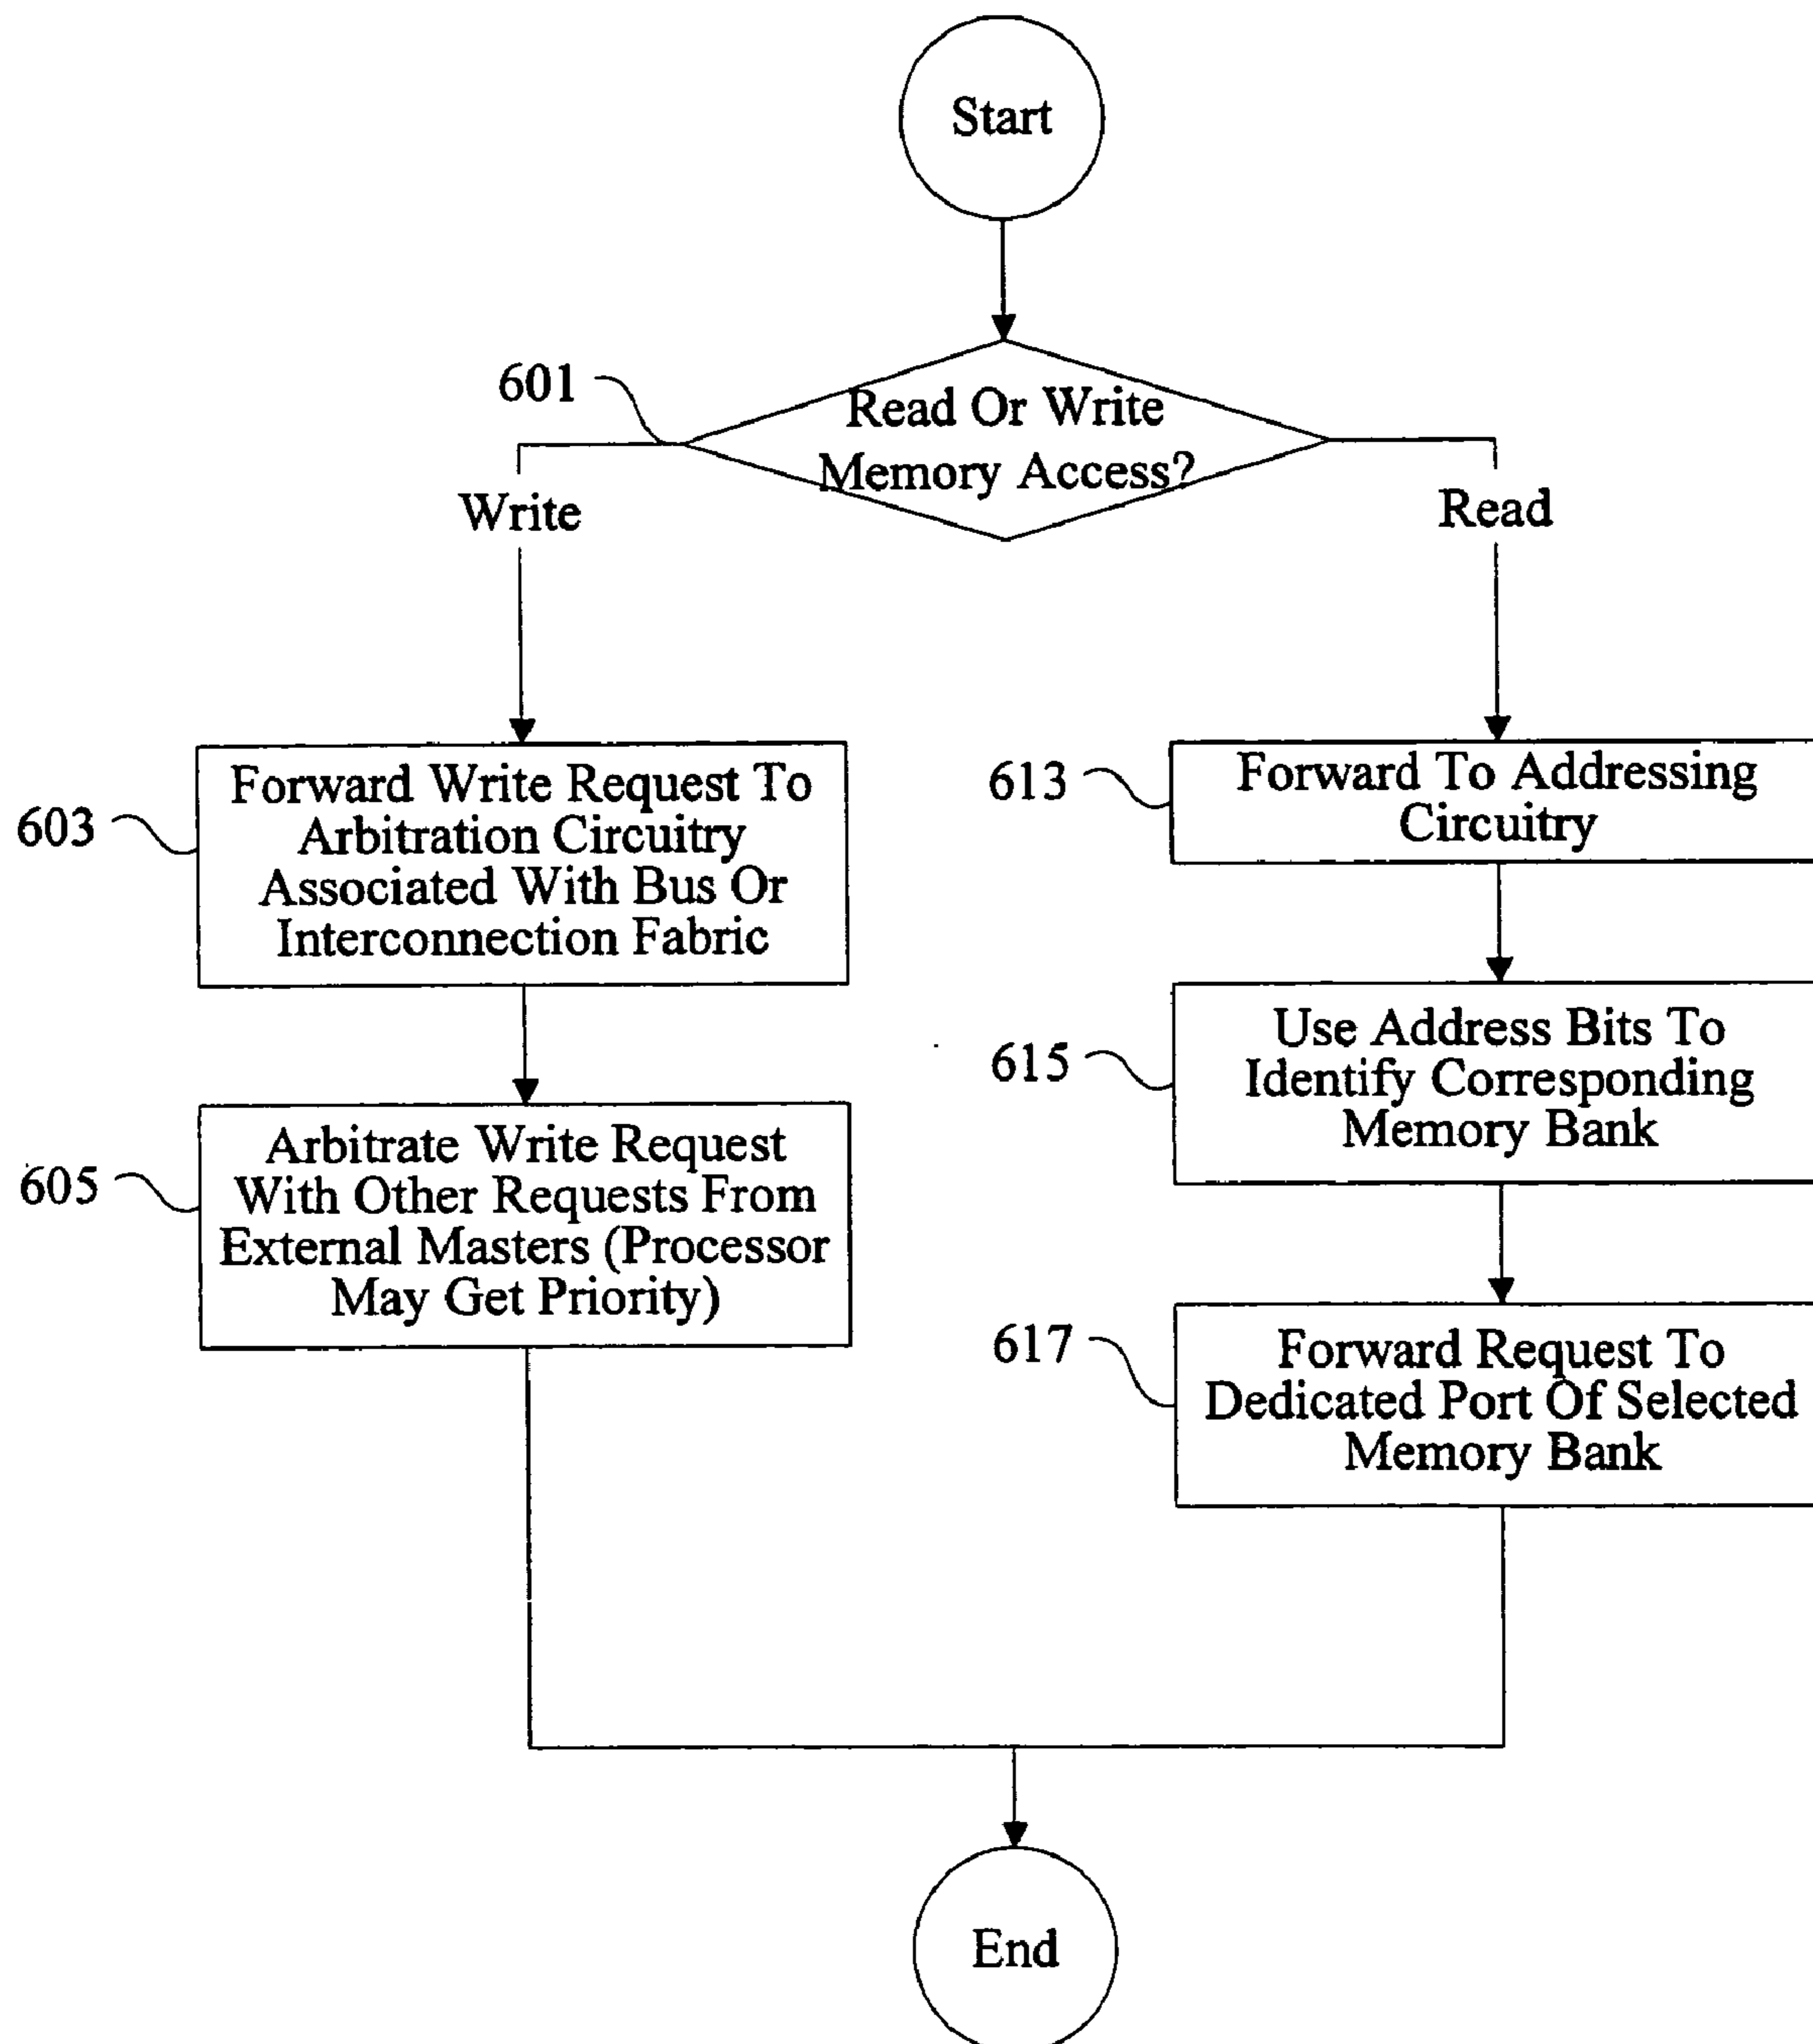 Start
601
Read Or Write
Memory Access?
Write
Read
603
Forward Write Request To
Arbitration Circuitry
Associated With Bus Or
Interconnection Fabric
613
Forward To Addressing
Circuitry
615
Use Address Bits To
Identify Corresponding
Memory Bank
605
Arbitrate Write Request
With Other Requests From
External Masters (Processor
May Get Priority)
617
Forward Request To
Dedicated Port Of Selected
Memory Bank
End